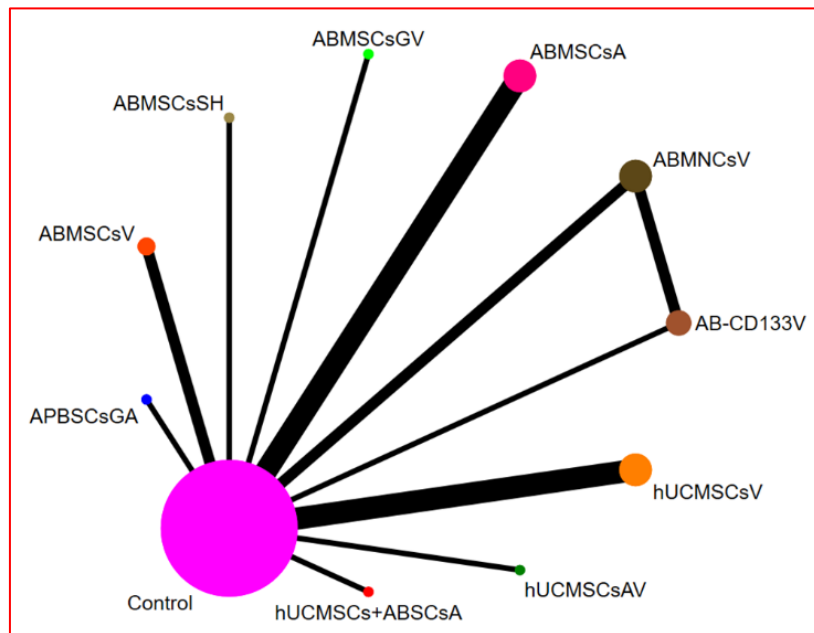 ABMSCsGV
ABMSCsA
ABMSCsSH
ABMNCsV
ABMSCsV
AB-CD133V
APBSCsGA
hUCMSCsV
hUCMSCsAV
Control
hUCMSCs+ABSCsA